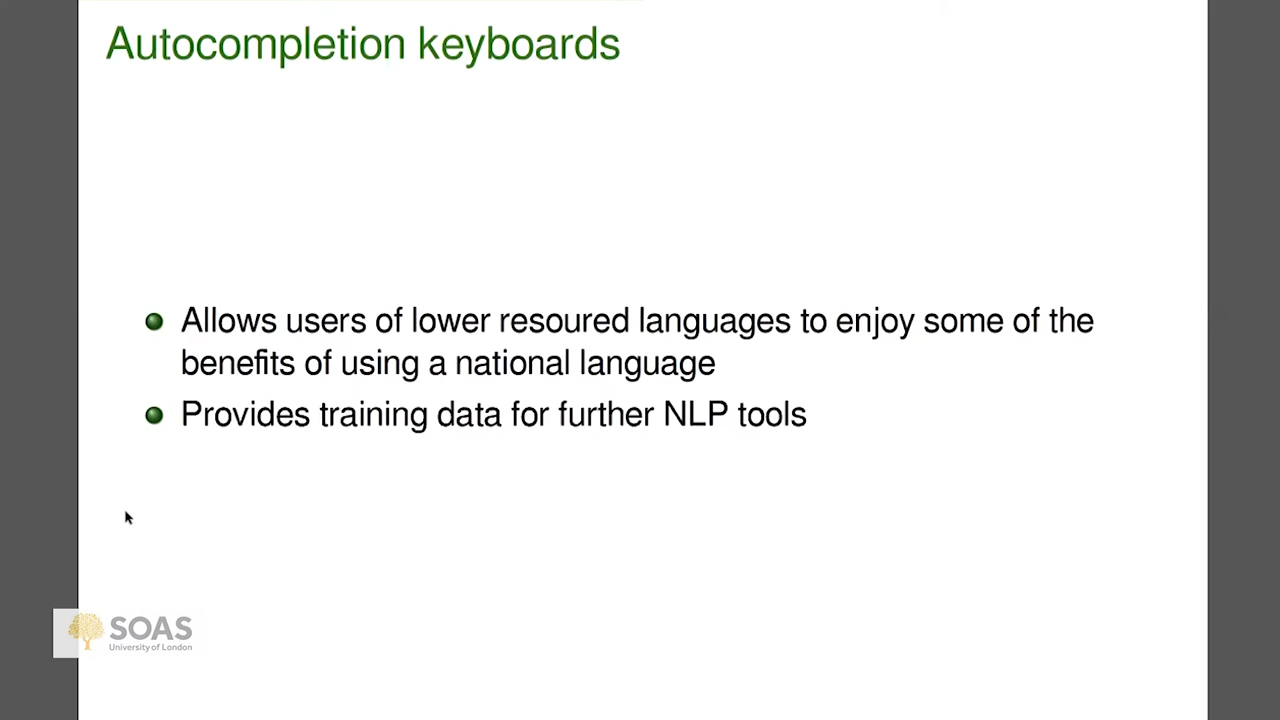 Autocompletion keyboards
Allows users of lower resoured languages to enjoy some of the
benefits of using a national language
Provides training data for further NLP tools
SOAS
University of London